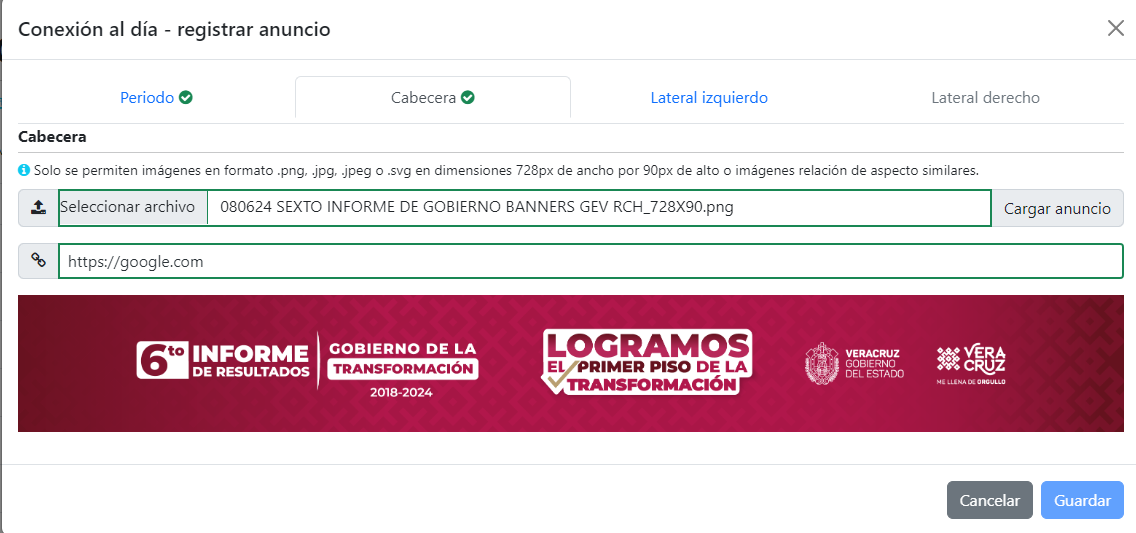 Conexión al día - registrar anuncio
Periodo
Cabecera
Lateral izquierdo
Lateral derecho
Cabecera
Solo se permiten imágenes en formato .png, .jpg, .jpeg o .svg en dimensiones 728px de ancho por 90px de alto o imágenes relación de aspecto similares.
Seleccionar archivo
080624 SEXTO INFORME DE GOBIERNO BANNERS GEV RCH_728X90.png
Cargar anuncio
https://google.com
6to INFORME
DE RESULTADOS
GOBIERNO DE LA
TRANSFORMACIÓN
2018-2024
LOGRAMOS
EL PRIMER PISO DE LA
TRANSFORMACIÓN
VERACRUZ
GOBIERNO
DEL ESTADO
VERA
CRUZ
ME LLENA DE ORGULLO
Cancelar
Guardar